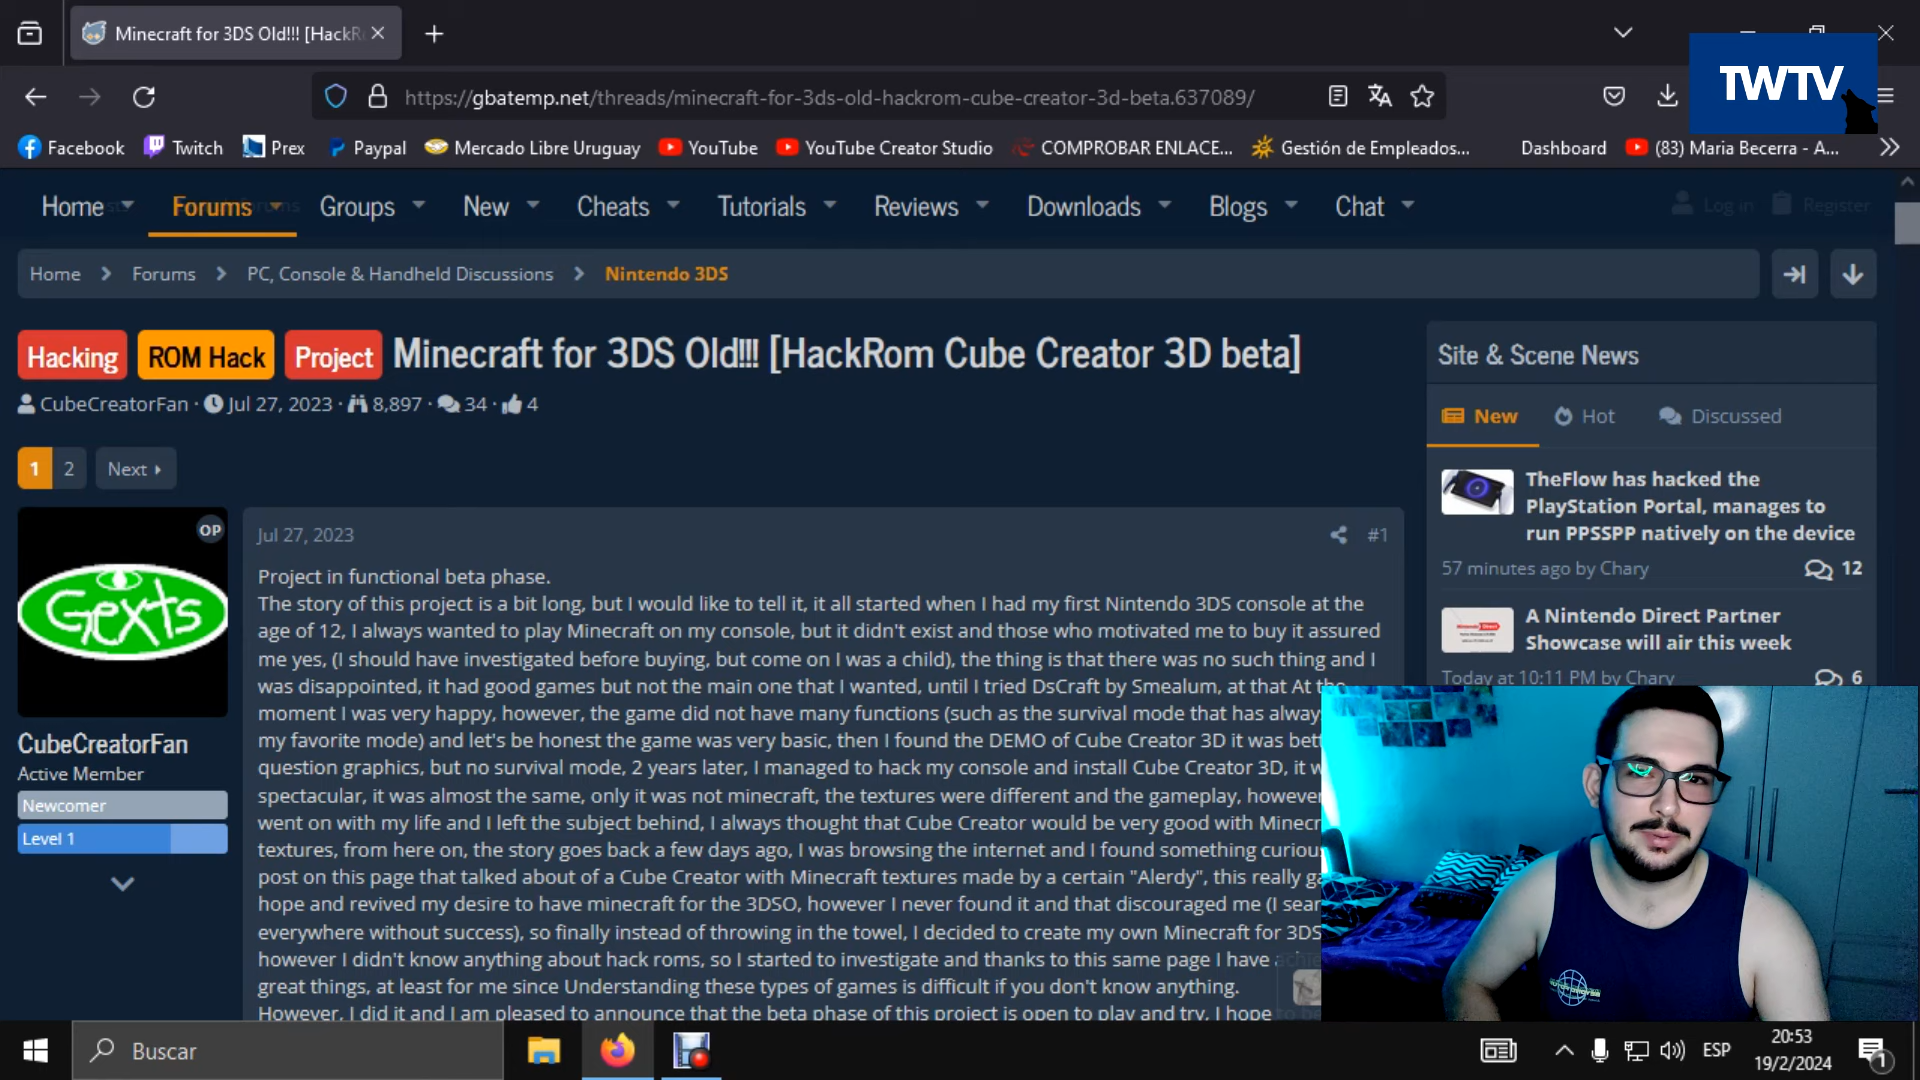 Minecraft for 3DS Old!!! [HackR
TWTV
https://gbatemp.net/threads/minecraft-for-3ds-old-hackrom-cube-creator-3d-beta.637089/
Facebook Twitch Prex Paypal Mercado Libre Uruguay YouTube YouTube Creator Studio COMPROBAR ENLACE... Gestión de Empleados... Dashboard (83) Maria Becerra - A...
Home Forums Groups New Cheats Tutorials Reviews Downloads Blogs Chat Log in Register
Home Forums PC, Console & Handheld Discussions Nintendo 3DS
Hacking ROM Hack Project Minecraft for 3DS Old!!! [HackRom Cube Creator 3D beta]
CubeCreatorFan · Jul 27, 2023 · 8,897 · 34 · 4
1 2 Next
OP
Gexts
CubeCreatorFan
Active Member
Newcomer
Level 1
Jul 27, 2023 #1
Project in functional beta phase.
The story of this project is a bit long, but I would like to tell it, it all started when I had my first Nintendo 3DS console at the
age of 12, I always wanted to play Minecraft on my console, but it didn't exist and those who motivated me to buy it assured
me yes, (I should have investigated before buying, but come on I was a child), the thing is that there was no such thing and I
was disappointed, it had good games but not the main one that I wanted, until I tried DsCraft by Smealum, at that At the
moment I was very happy, however, the game did not have many functions (such as the survival mode that has alway
my favorite mode) and let's be honest the game was very basic, then I found the DEMO of Cube Creator 3D it was bet
question graphics, but no survival mode, 2 years later, I managed to hack my console and install Cube Creator 3D, it w
spectacular, it was almost the same, only it was not minecraft, the textures were different and the gameplay, however
went on with my life and I left the subject behind, I always thought that Cube Creator would be very good with Minecr
textures, from here on, the story goes back a few days ago, I was browsing the internet and I found something curiou
post on this page that talked about of a Cube Creator with Minecraft textures made by a certain "Alerdy", this really ga
hope and revived my desire to have minecraft for the 3DSO, however I never found it and that discouraged me (I sear
everywhere without success), so finally instead of throwing in the towel, I decided to create my own Minecraft for 3DS
however I didn't know anything about hack roms, so I started to investigate and thanks to this same page I have
great things, at least for me since Understanding these types of games is difficult if you don't know anything.
However, I did it and I am pleased to announce that the beta phase of this project is open to play and try, I hope
Site & Scene News
New Hot Discussed
TheFlow has hacked the
PlayStation Portal, manages to
run PPSSPP natively on the device
57 minutes ago by Chary 12
A Nintendo Direct Partner
Showcase will air this week
Today at 10:11 PM by Chary 6
Buscar
ESP
20:53
19/2/2024
1